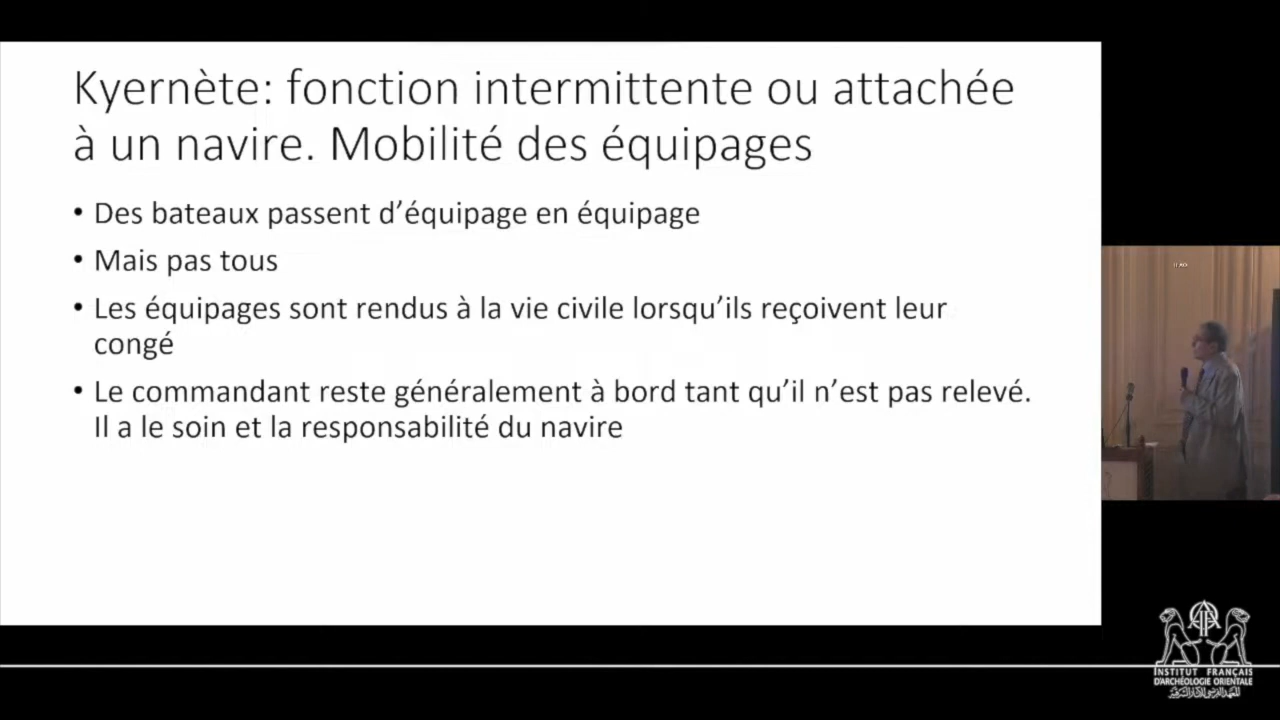 Kyernète: fonction intermittente ou attachée
à un navire. Mobilité des équipages
• Des bateaux passent d’équipage en équipage
• Mais pas tous
• Les équipages sont rendus à la vie civile lorsqu’ils reçoivent leur
congé
• Le commandant reste généralement à bord tant qu’il n’est pas relevé.
Il a le soin et la responsabilité du navire
INSTITUT FRANÇAIS
D’ARCHÉOLOGIE ORIENTALE